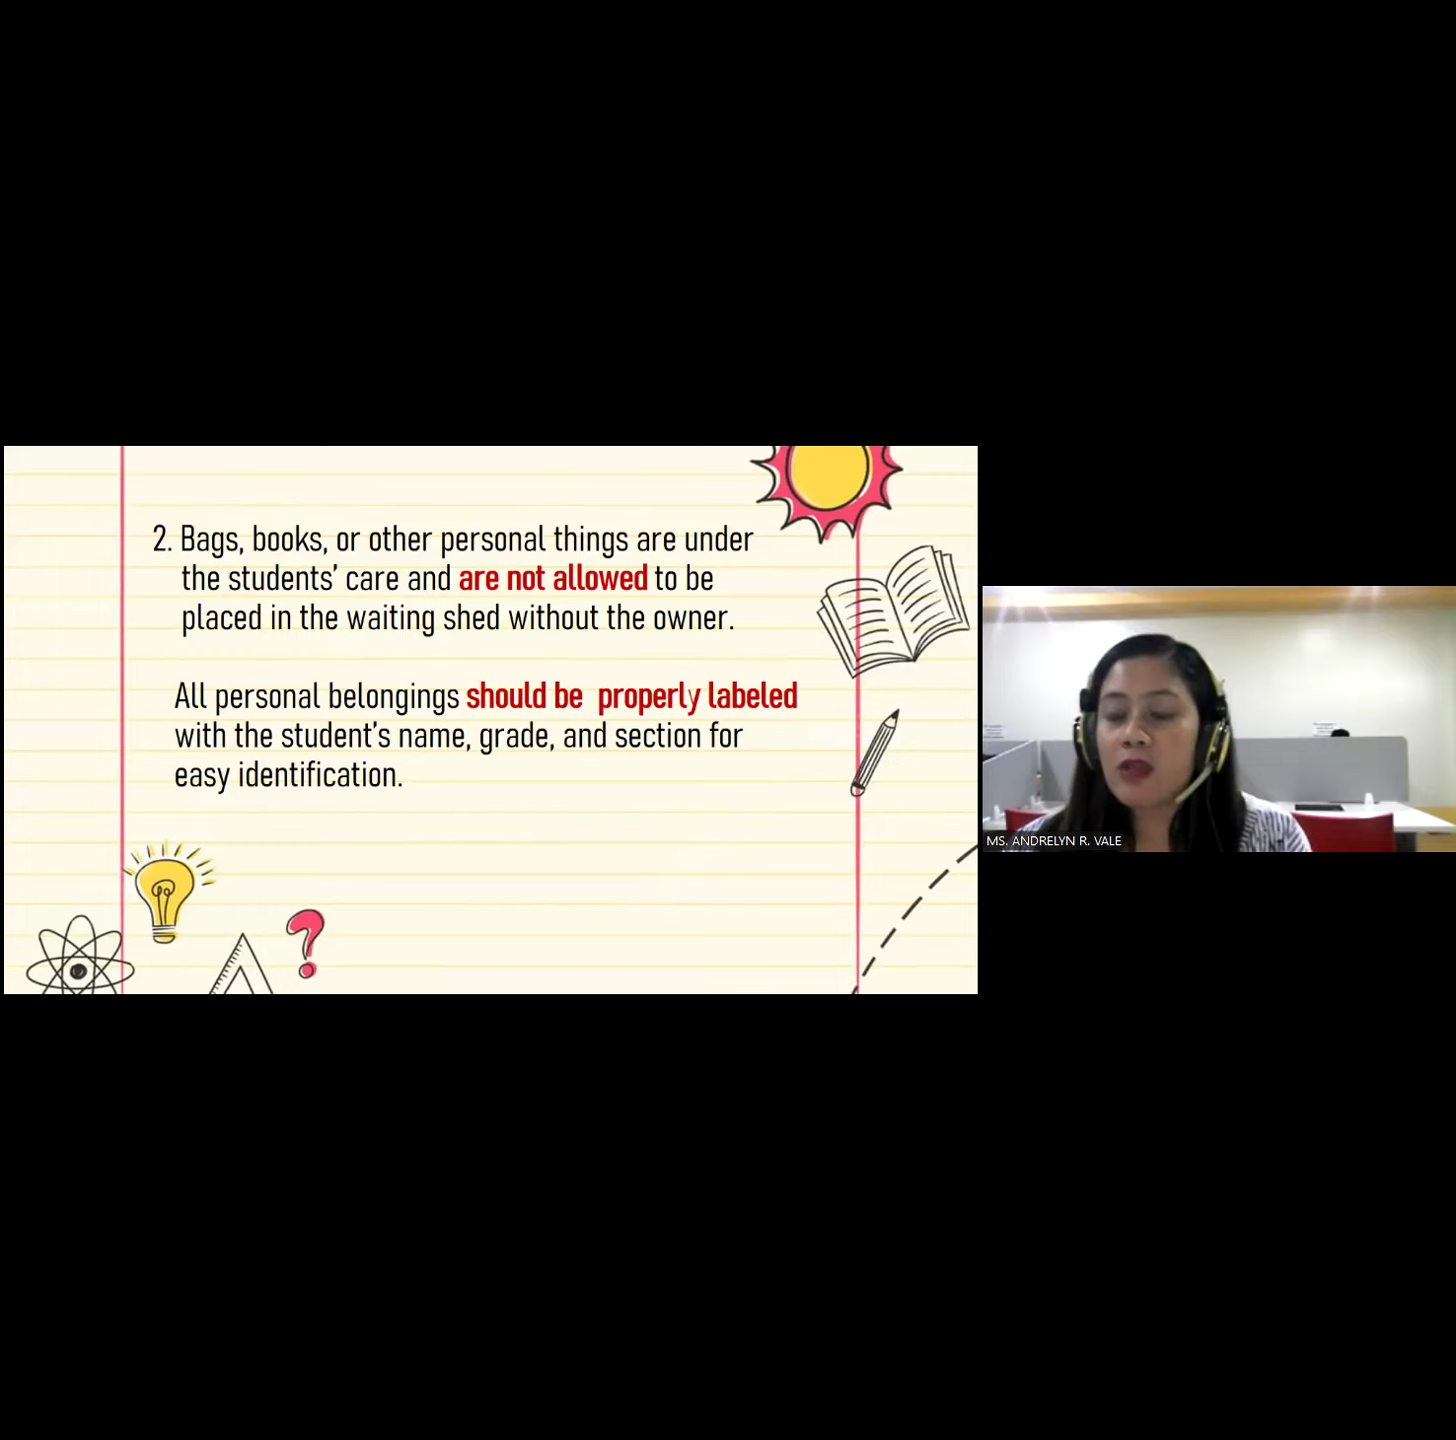 2. Bags, books, or other personal things are under
the students’ care and are not allowed to be
placed in the waiting shed without the owner.
All personal belongings should be  properly labeled
with the student’s name, grade, and section for
easy identification.
MS. ANDRELYN R. VALE